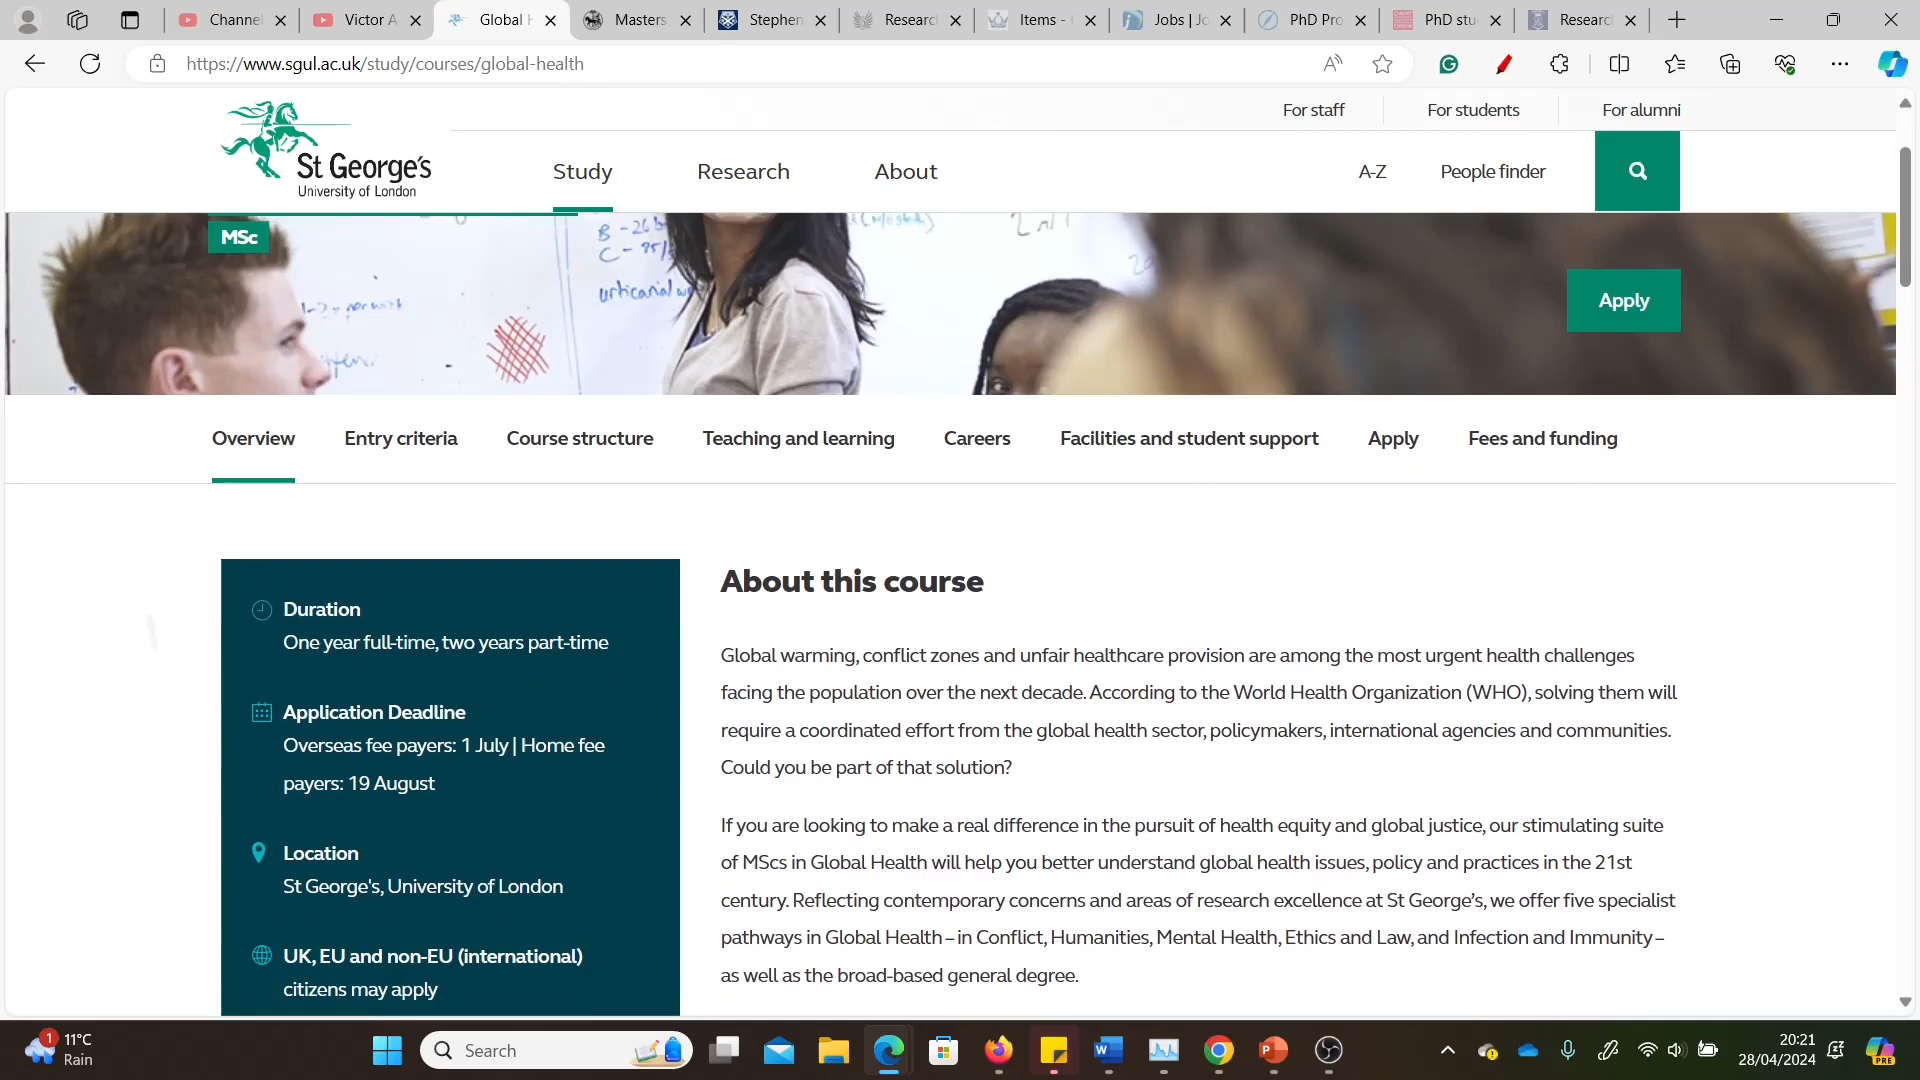 Channel
Victor A
Global H
Masters
Stephen
Research
Items -
Jobs | Jo
PhD Pro
PhD stu
Research
https://www.sgul.ac.uk/study/courses/global-health
For staff
For students
For alumni
St George's
University of London
Study
Research
About
A-Z
People finder
MSc
B - 26
C -
urticarial
2
Apply
Overview
Entry criteria
Course structure
Teaching and learning
Careers
Facilities and student support
Apply
Fees and funding
Duration
One year full-time, two years part-time
Application Deadline
Overseas fee payers: 1 July | Home fee
payers: 19 August
Location
St George's, University of London
UK, EU and non-EU (international)
citizens may apply
About this course
Global warming, conflict zones and unfair healthcare provision are among the most urgent health challenges
facing the population over the next decade. According to the World Health Organization (WHO), solving them will
require a coordinated effort from the global health sector, policymakers, international agencies and communities.
Could you be part of that solution?
If you are looking to make a real difference in the pursuit of health equity and global justice, our stimulating suite
of MScs in Global Health will help you better understand global health issues, policy and practices in the 21st
century. Reflecting contemporary concerns and areas of research excellence at St George’s, we offer five specialist
pathways in Global Health – in Conflict, Humanities, Mental Health, Ethics and Law, and Infection and Immunity –
as well as the broad-based general degree.
1
11°C
Rain
Search
20:21
28/04/2024
PRE